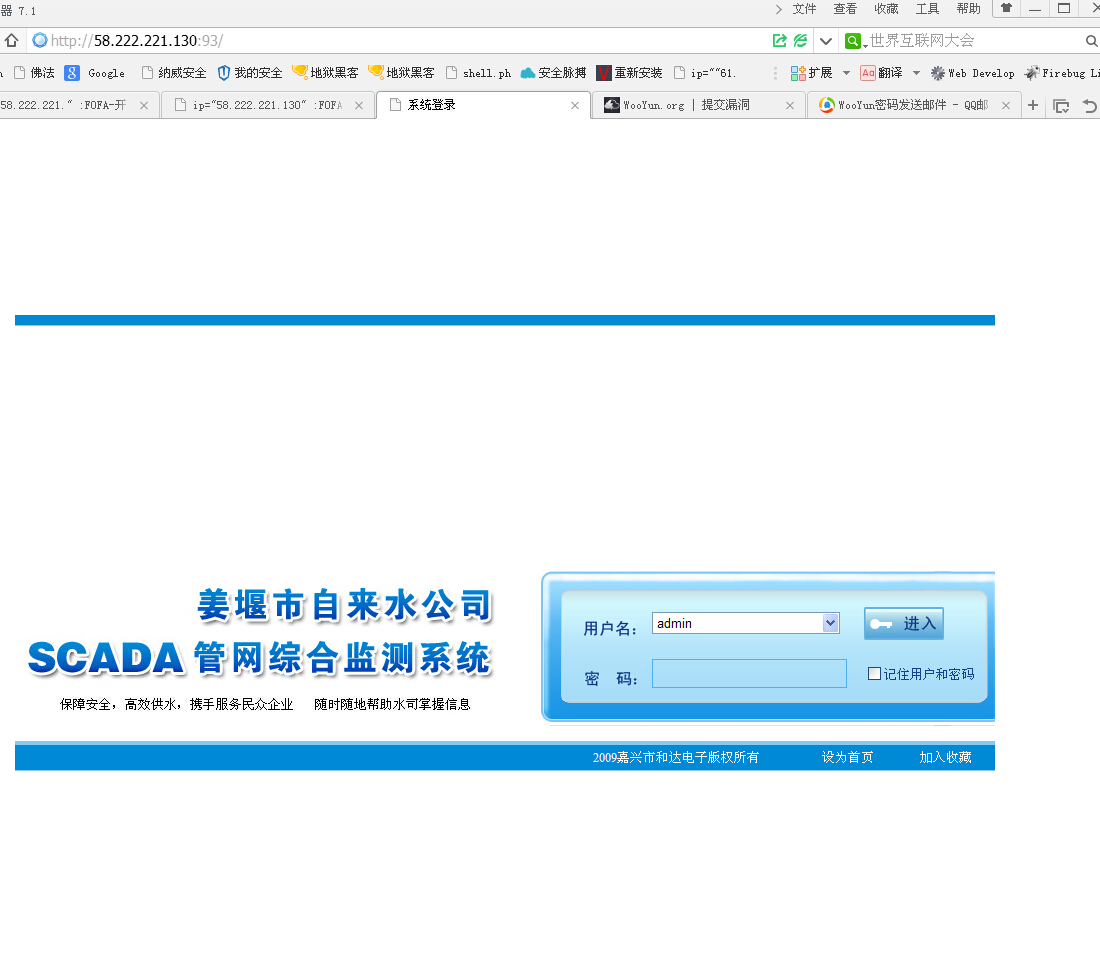 器 7.1
文件 查看 收藏 工具 帮助
http://58.222.221.130:93/
世界互联网大会
佛法 Google 纳威安全 我的安全 地狱黑客 地狱黑客 shell.ph 安全脉搏 重新安装 ip=""61. 扩展 Aa 翻译 Web Develop Firebug Li
58.222.221." :FOFA-开 ip="58.222.221.130" :FOFA 系统登录 WooYun.org | 提交漏洞 WooYun密码发送邮件 - QQ邮
姜堰市自来水公司
SCADA 管网综合监测系统
保障安全，高效供水，携手服务民众企业 随时随地帮助水司掌握信息
用户名： admin 进入
密 码： 记住用户和密码
2009嘉兴市和达电子版权所有 设为首页 加入收藏